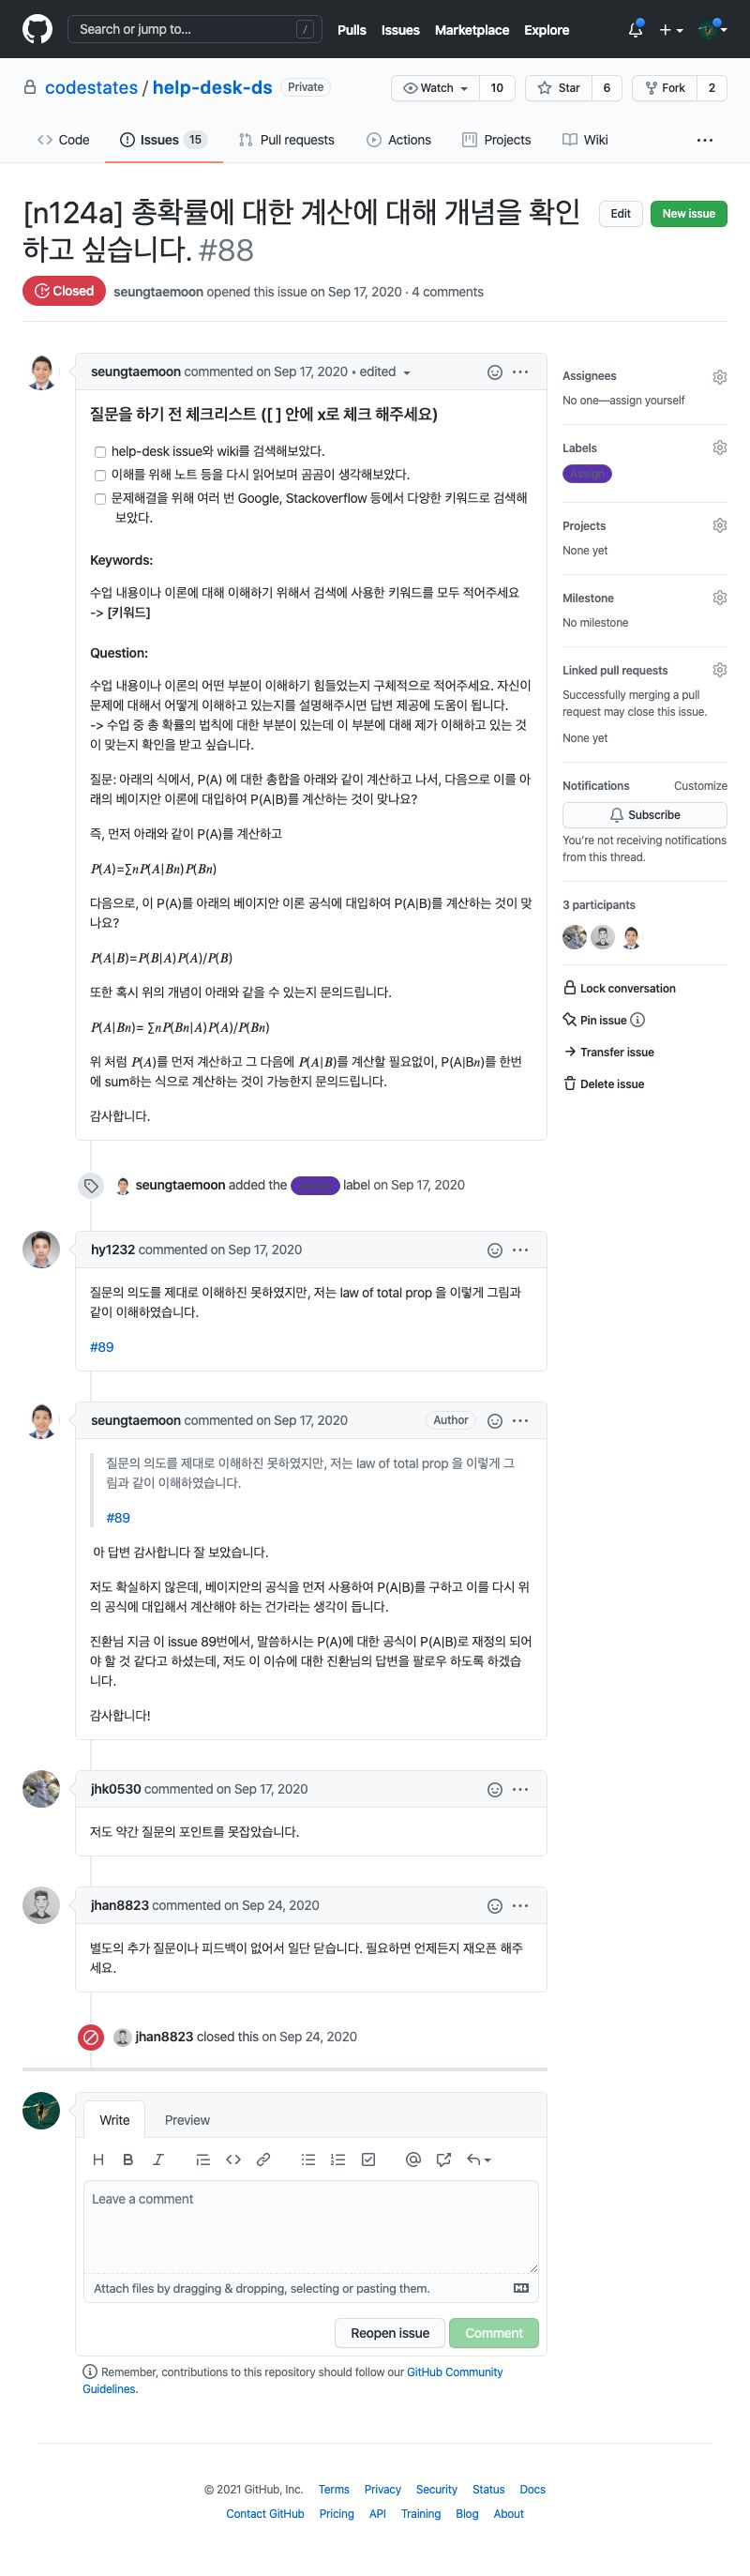 Search or jump to...
/
Pulls Issues Marketplace Explore
codestates / help-desk-ds Private
Watch 10 Star 6 Fork 2
Code Issues 15 Pull requests Actions Projects Wiki
[n124a] 총확률에 대한 계산에 대해 개념을 확인
하고 싶습니다. #88
Edit New issue
Closed seungtaemoon opened this issue on Sep 17, 2020 · 4 comments
seungtaemoon commented on Sep 17, 2020 • edited
질문을 하기 전 체크리스트 ([ ] 안에 x로 체크 해주세요)
help-desk issue와 wiki를 검색해보았다.
이해를 위해 노트 등을 다시 읽어보며 곰곰이 생각해보았다.
문제해결을 위해 여러 번 Google, Stackoverflow 등에서 다양한 키워드로 검색해
보았다.
Keywords:
수업 내용이나 이론에 대해 이해하기 위해서 검색에 사용한 키워드를 모두 적어주세요
-> [키워드]
Question:
수업 내용이나 이론의 어떤 부분이 이해하기 힘들었는지 구체적으로 적어주세요. 자신이
문제에 대해서 어떻게 이해하고 있는지를 설명해주시면 답변 제공에 도움이 됩니다.
-> 수업 중 총 확률의 법칙에 대한 부분이 있는데 이 부분에 대해 제가 이해하고 있는 것
이 맞는지 확인을 받고 싶습니다.
질문: 아래의 식에서, P(A) 에 대한 총합을 아래와 같이 계산하고 나서, 다음으로 이를 아
래의 베이지안 이론에 대입하여 P(A|B)를 계산하는 것이 맞나요?
즉, 먼저 아래와 같이 P(A)를 계산하고
𝑃(𝐴)=∑𝑛𝑃(𝐴|𝐵𝑛)𝑃(𝐵𝑛)
다음으로, 이 P(A)를 아래의 베이지안 이론 공식에 대입하여 P(A|B)를 계산하는 것이 맞
나요?
𝑃(𝐴|𝐵)=𝑃(𝐵|𝐴)𝑃(𝐴)/𝑃(𝐵)
또한 혹시 위의 개념이 아래와 같을 수 있는지 문의드립니다.
𝑃(𝐴|𝐵𝑛)= ∑𝑛𝑃(𝐵𝑛|𝐴)𝑃(𝐴)/𝑃(𝐵𝑛)
위 처럼 𝑃(𝐴)를 먼저 계산하고 그 다음에 𝑃(𝐴|𝐵)를 계산할 필요없이, P(A|B𝑛)를 한번
에 sum하는 식으로 계산하는 것이 가능한지 문의드립니다.
감사합니다.
Assignees
No one—assign yourself
Labels
Assign
Projects
None yet
Milestone
No milestone
Linked pull requests
Successfully merging a pull
request may close this issue.
None yet
Notifications Customize
Subscribe
You're not receiving notifications
from this thread.
3 participants
Lock conversation
Pin issue
Transfer issue
Delete issue
seungtaemoon added the Assign label on Sep 17, 2020
hy1232 commented on Sep 17, 2020
질문의 의도를 제대로 이해하진 못하였지만, 저는 law of total prop 을 이렇게 그림과
같이 이해하였습니다.
#89
seungtaemoon commented on Sep 17, 2020 Author
질문의 의도를 제대로 이해하진 못하였지만, 저는 law of total prop 을 이렇게 그
림과 같이 이해하였습니다.
#89
아 답변 감사합니다 잘 보았습니다.
저도 확실하지 않은데, 베이지안의 공식을 먼저 사용하여 P(A|B)를 구하고 이를 다시 위
의 공식에 대입해서 계산해야 하는 건가라는 생각이 듭니다.
진환님 지금 이 issue 89번에서, 말씀하시는 P(A)에 대한 공식이 P(A|B)로 재정의 되어
야 할 것 같다고 하셨는데, 저도 이 이슈에 대한 진환님의 답변을 팔로우 하도록 하겠습
니다.
감사합니다!
jhk0530 commented on Sep 17, 2020
저도 약간 질문의 포인트를 못잡았습니다.
jhan8823 commented on Sep 24, 2020
별도의 추가 질문이나 피드백이 없어서 일단 닫습니다. 필요하면 언제든지 재오픈 해주
세요.
jhan8823 closed this on Sep 24, 2020
Write Preview
Leave a comment
Attach files by dragging & dropping, selecting or pasting them.
Reopen issue Comment
Remember, contributions to this repository should follow our GitHub Community
Guidelines.
© 2021 GitHub, Inc. Terms Privacy Security Status Docs
Contact GitHub Pricing API Training Blog About